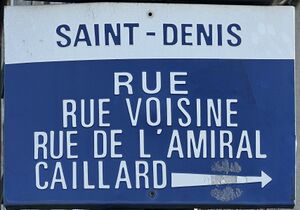 SAINT-DENIS
RUE
RUE VOISINE
RUE DE L'AMIRAL
CAILLARD